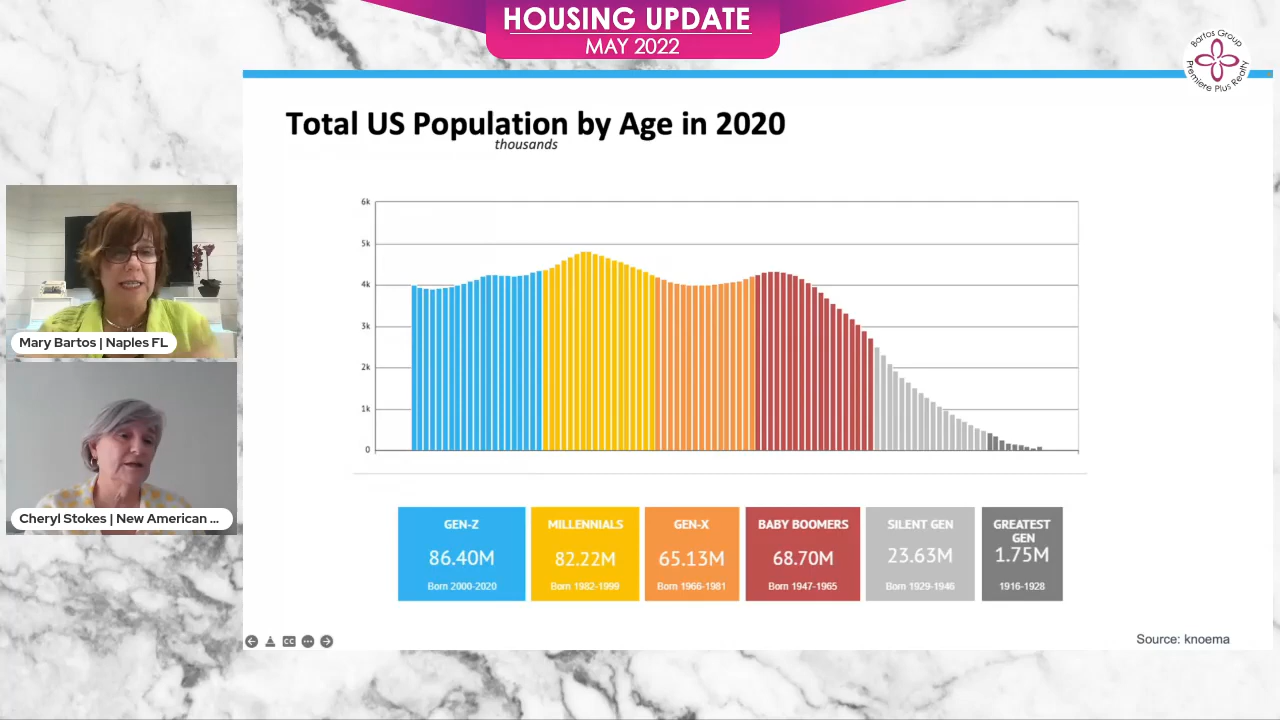 HOUSING UPDATE
MAY 2022
Bartos Group
Premiere Plus Realty
Total US Population by Age in 2020
thousands
6k
5k
4k
3k
2k
1k
0
Mary Bartos | Naples FL
Cheryl Stokes | New American ...
GEN-Z
86.40M
Born 2000-2020
MILLENNIALS
82.22M
Born 1982-1999
GEN-X
65.13M
Born 1966-1981
BABY BOOMERS
68.70M
Born 1947-1965
SILENT GEN
23.63M
Born 1929-1946
GREATEST
GEN
1.75M
1916-1928
CC
Source: knoema